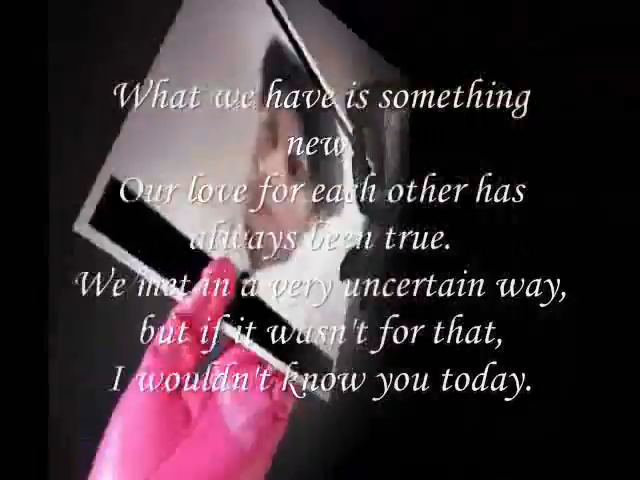 What we have is something
new
Our love for each other has
always been true.
We met in a very uncertain way,
but if it wasn't for that,
I wouldn't know you today.